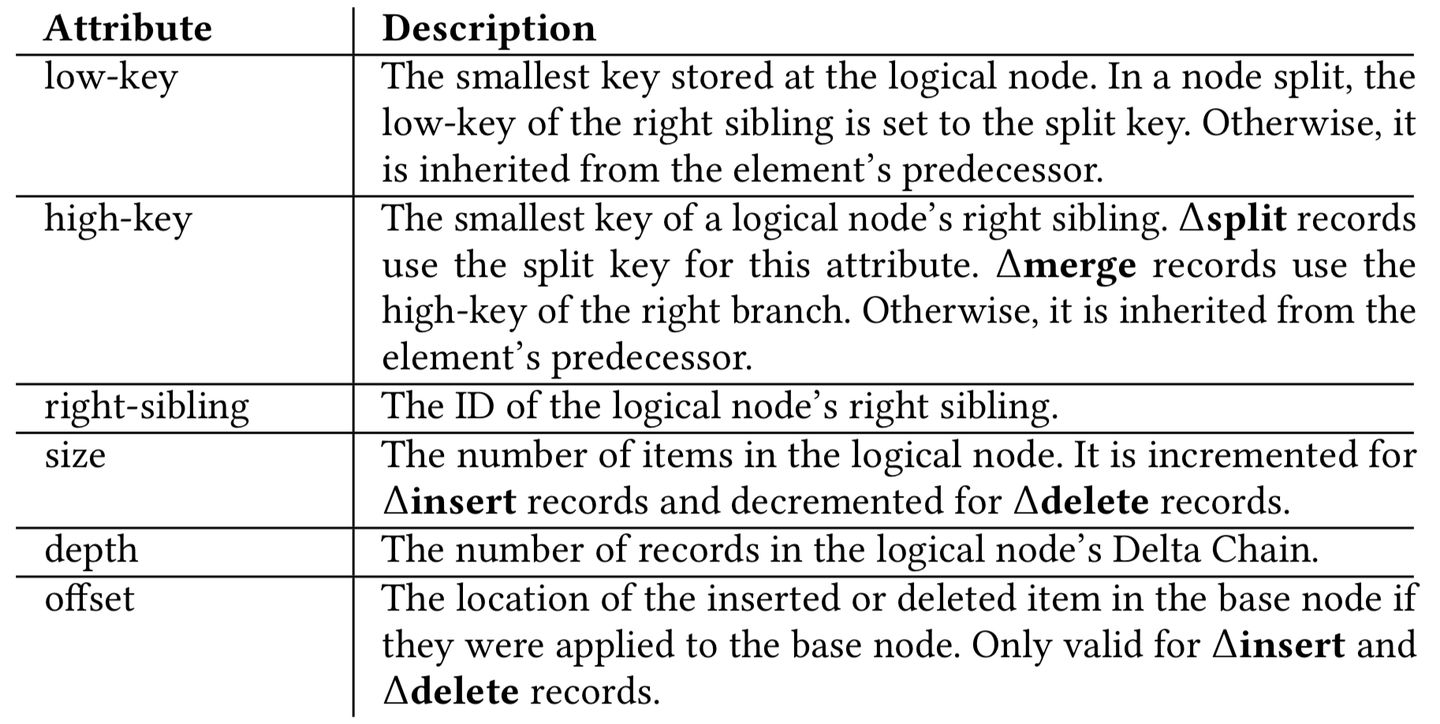 Attribute Description
low-key The smallest key stored at the logical node. In a node split, the
low-key of the right sibling is set to the split key. Otherwise, it
is inherited from the element’s predecessor.
high-key The smallest key of a logical node’s right sibling. Δsplit records
use the split key for this attribute. Δmerge records use the
high-key of the right branch. Otherwise, it is inherited from the
element’s predecessor.
right-sibling The ID of the logical node’s right sibling.
size The number of items in the logical node. It is incremented for
Δinsert records and decremented for Δdelete records.
depth The number of records in the logical node’s Delta Chain.
offset The location of the inserted or deleted item in the base node if
they were applied to the base node. Only valid for Δinsert and
Δdelete records.